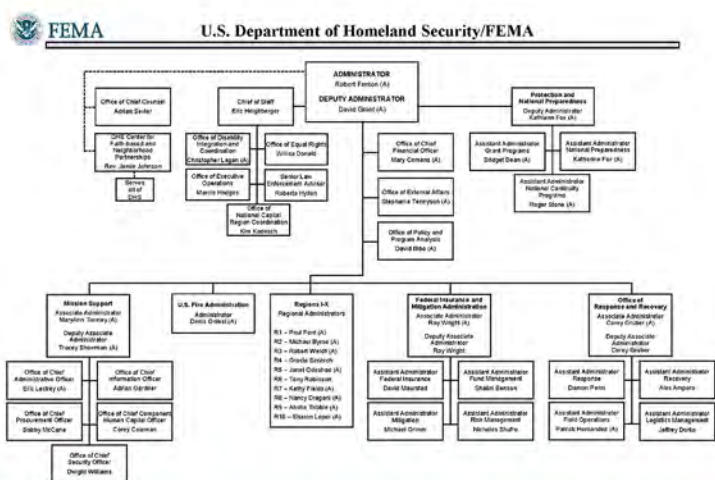 FEMA
U.S. Department of Homeland Security/FEMA
ADMINISTRATOR
Robert Fenton (A)
DEPUTY ADMINISTRATOR
David Grant (A)
Office of Chief Counsel
Adrian Sevier
DHS Center for
Faith-based and
Neighborhood
Partnerships
Rev. Jamie Johnson
Serves
all of
DHS
Chief of Staff
Eric Heighberger
Office of Disability
Integration and
Coordination
Christopher Lagan (A)
Office of Equal Rights
Willisa Donald
Office of Executive
Operations
Marcie Hodges
Senior Law
Enforcement Advisor
Roberto Hylton
Office of
National Capital
Region Coordination
Kim Kadesch
Office of Chief
Financial Officer
Mary Comans (A)
Office of External Affairs
Stephanie Tennyson (A)
Office of Policy and
Program Analysis
David Bibo (A)
Protection and
National Preparedness
Deputy Administrator
Kathleen Fox (A)
Assistant Administrator
Grant Programs
Bridget Bean (A)
Assistant Administrator
National Preparedness
Katherine Fox (A)
Assistant Administrator
National Continuity
Programs
Roger Stone (A)
Mission Support
Associate Administrator
MaryAnn Tierney (A)
Deputy Associate
Administrator
Tracey Showman (A)
Office of Chief
Administrative Officer
Eric Leckey (A)
Office of Chief
Information Officer
Adrian Gardner
Office of Chief
Procurement Officer
Bobby McCane
Office of Chief Component
Human Capital Officer
Corey Coleman
Office of Chief
Security Officer
Dwight Williams
U.S. Fire Administration
Administrator
Denis Onieal (A)
Regions I-X
Regional Administrators
R1 – Paul Ford (A)
R2 – Michael Byrne (A)
R3 – Robert Welch (A)
R4 – Gracia Szczech
R5 – Janet Odeshoo (A)
R6 – Tony Robinson
R7 – Kathy Fields (A)
R8 – Nancy Dragani (A)
R9 – Ahsha Tribble (A)
R10 – Sharon Loper (A)
Federal Insurance and
Mitigation Administration
Associate Administrator
Roy Wright (A)
Deputy Associate
Administrator
Roy Wright
Assistant Administrator
Federal Insurance
David Maurstad
Assistant Administrator
Fund Management
Shalini Benson
Assistant Administrator
Mitigation
Michael Grimm
Assistant Administrator
Risk Management
Nicholas Shufro
Office of
Response and Recovery
Associate Administrator
Corey Gruber (A)
Deputy Associate
Administrator
Corey Gruber
Assistant Administrator
Response
Damon Penn
Assistant Administrator
Recovery
Alex Amparo
Assistant Administrator
Field Operations
Patrick Hernandez (A)
Assistant Administrator
Logistics Management
Jeffrey Dorko